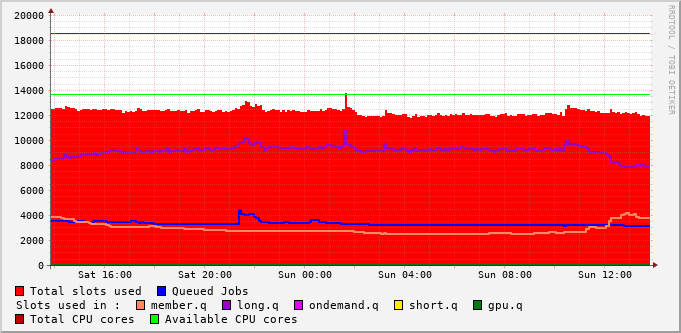 20000
18000
16000
14000
12000
10000
8000
6000
4000
2000
0
Sat 16:00 Sat 20:00 Sun 00:00 Sun 04:00 Sun 08:00 Sun 12:00
RRDTOOL / TOBI OETIKER
Total slots used Queued Jobs
Slots used in : member.q long.q ondemand.q short.q gpu.q
Total CPU cores Available CPU cores